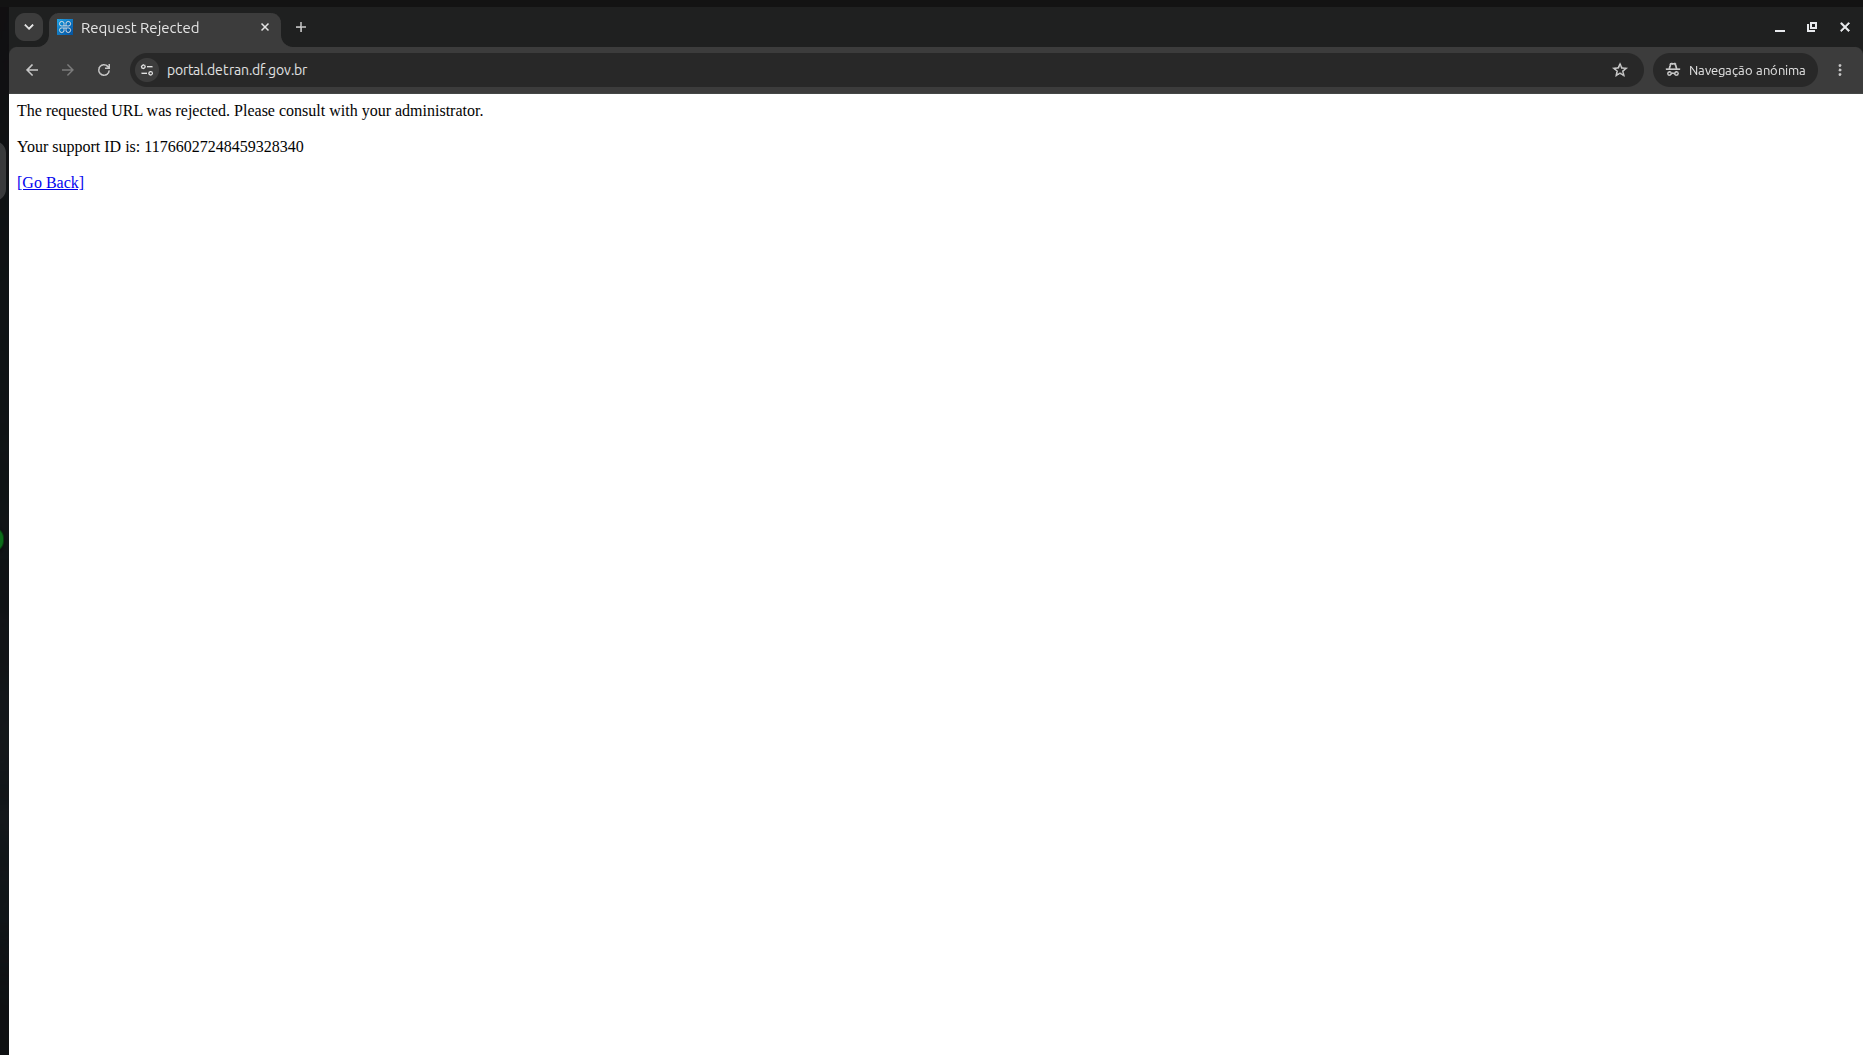 Request Rejected
portal.detran.df.gov.br
Navegação anónima
The requested URL was rejected. Please consult with your administrator.
Your support ID is: 11766027248459328340
[Go Back]